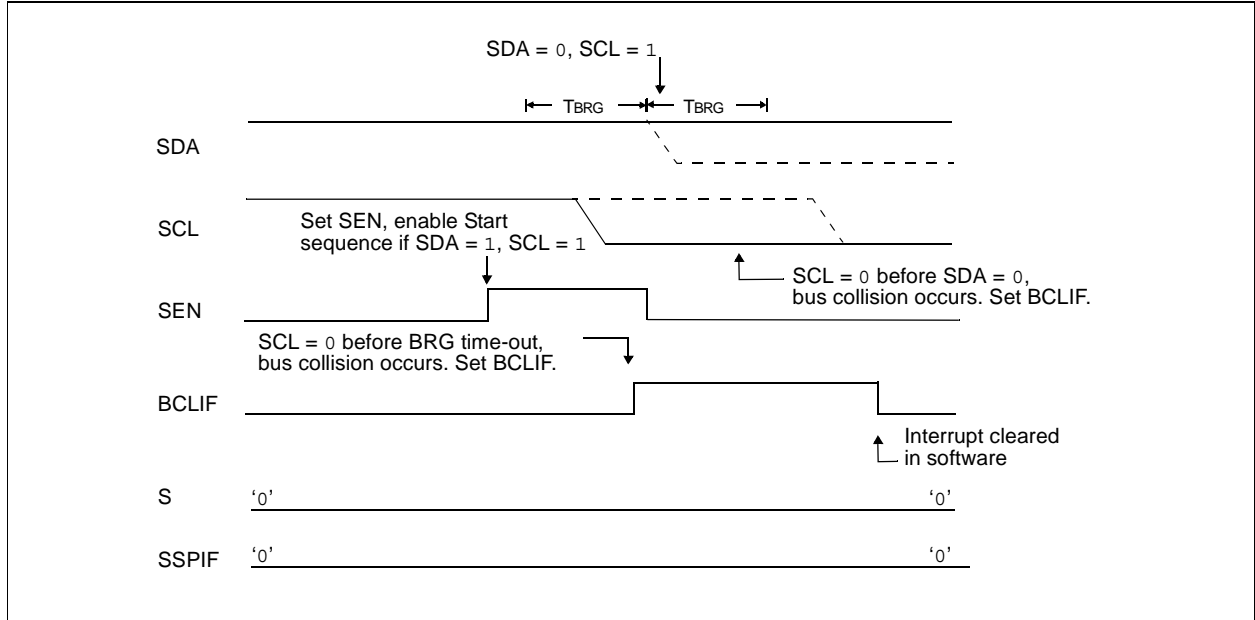 SDA = 0, SCL = 1
TBRG TBRG
SDA
SCL
Set SEN, enable Start
sequence if SDA = 1, SCL = 1
SCL = 0 before SDA = 0,
bus collision occurs. Set BCLIF.
SEN
SCL = 0 before BRG time-out,
bus collision occurs. Set BCLIF.
BCLIF
Interrupt cleared
in software
S ‘0’ ‘0’
SSPIF ‘0’ ‘0’